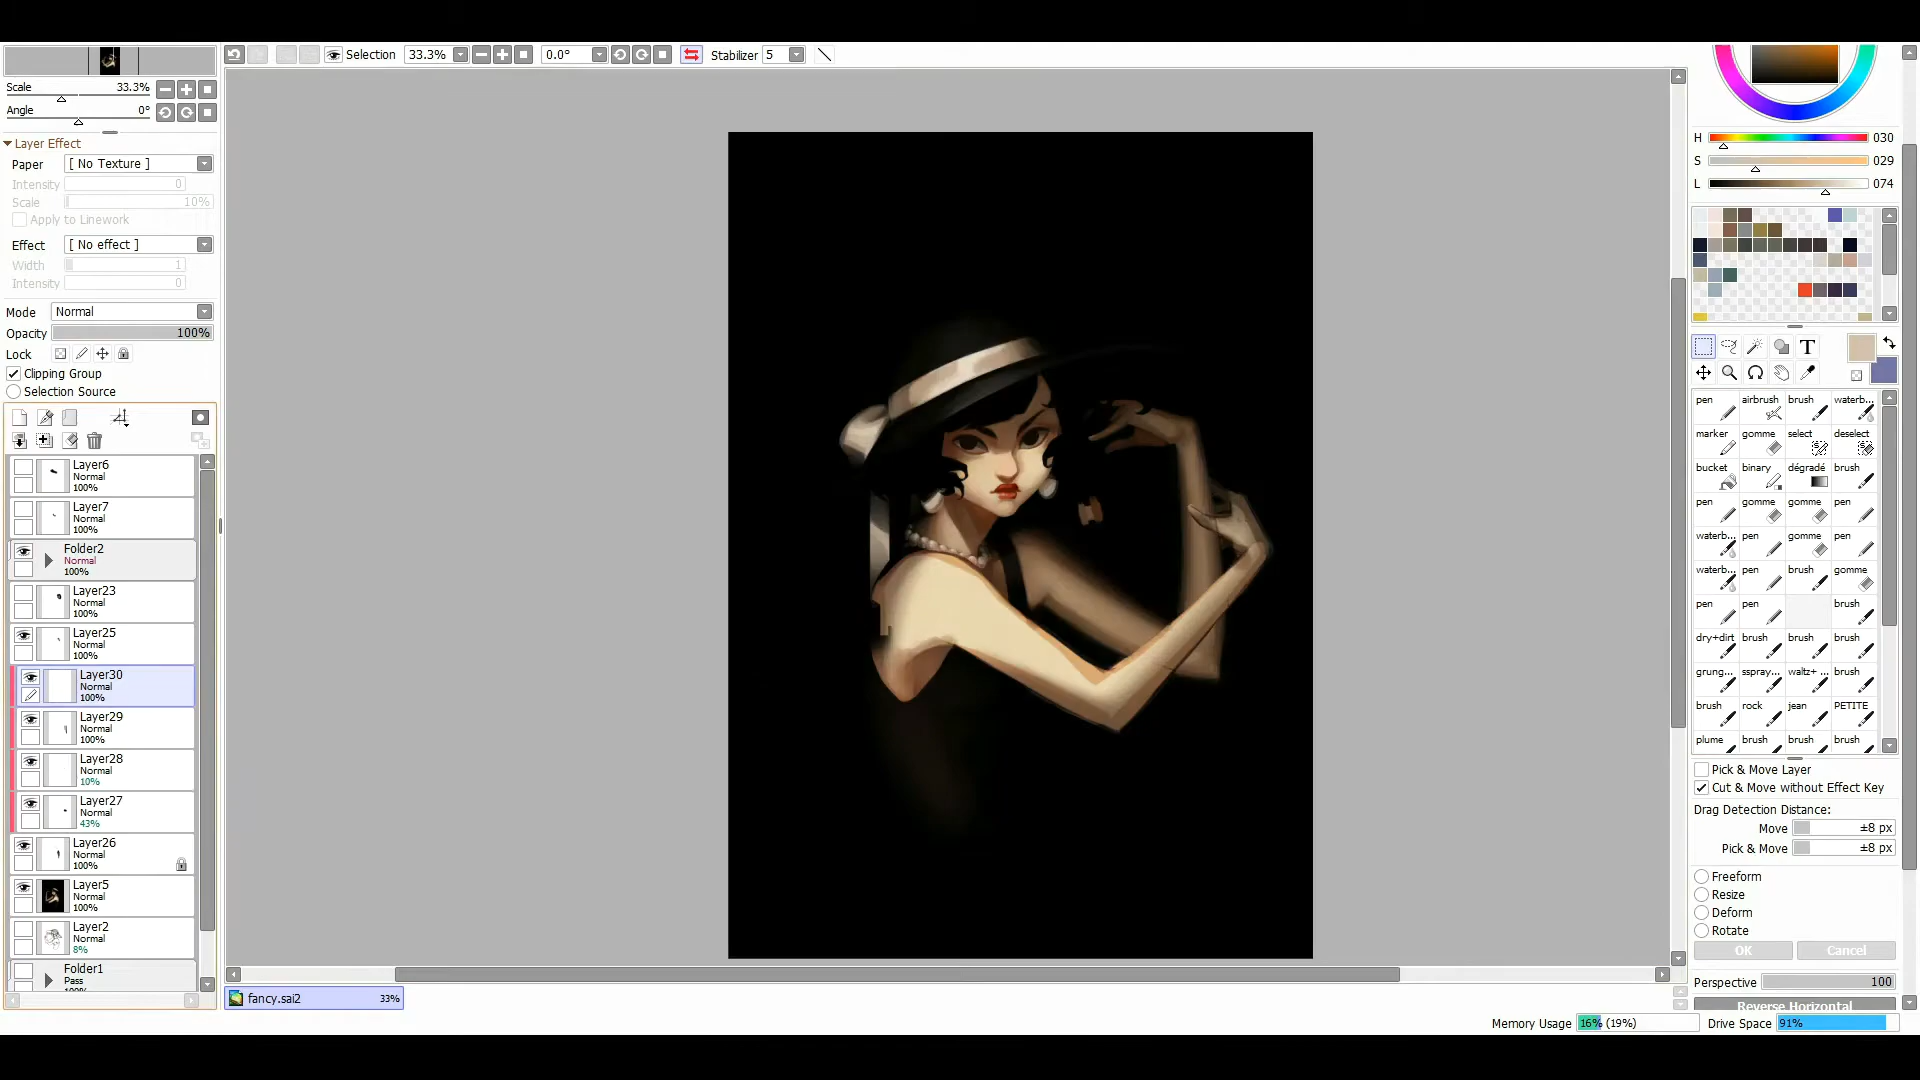 Selection 33.3% 0.0° Stabilizer 5
Scale 33.3%
Angle 0°
Layer Effect
Paper [ No Texture ]
Intensity 0
Scale 10%
Apply to Linework
Effect [ No effect ]
Width 1
Intensity 0
Mode Normal
Opacity 100%
Lock
Clipping Group
Selection Source
Layer6
Normal
100%
Layer7
Normal
100%
Folder2
Normal
100%
Layer23
Normal
100%
Layer25
Normal
100%
Layer30
Normal
100%
Layer29
Normal
100%
Layer28
Normal
10%
Layer27
Normal
43%
Layer26
Normal
100%
Layer5
Normal
100%
Layer2
Normal
8%
Folder1
Pass
100%
fancy.sai2 33%
H 030
S 029
L 074
T
pen airbrush brush waterb...
marker gomme select deselect
bucket binary dégradé brush
pen gomme gomme pen
waterb... pen gomme pen
waterb... pen brush gomme
pen pen brush
dry+dirt brush brush brush
grung... sspray... waltz+ ... brush
brush rock jean PETITE
plume brush brush brush
Pick & Move Layer
Cut & Move without Effect Key
Drag Detection Distance:
Move ±8 px
Pick & Move ±8 px
Freeform
Resize
Deform
Rotate
OK Cancel
Perspective 100
Reverse Horizontal
Memory Usage 16% (19%) Drive Space 91%